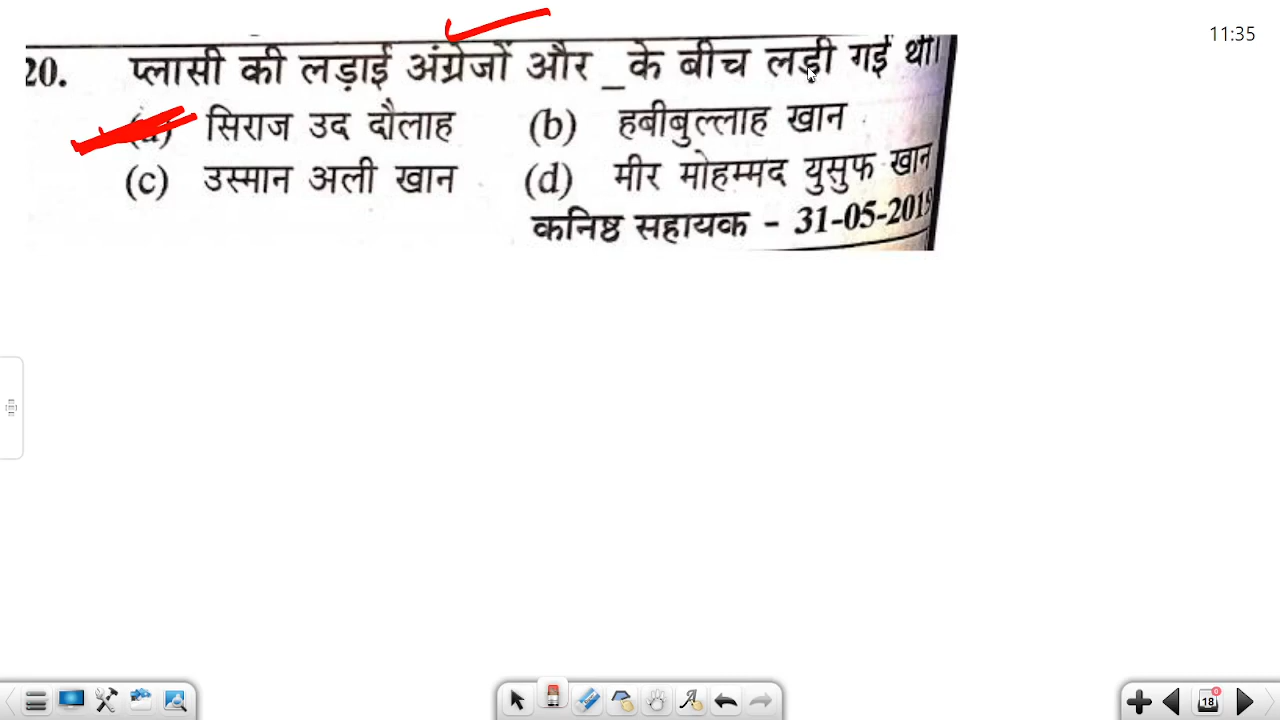 11:35
20. प्लासी की लड़ाई अंग्रेजों और _के बीच लड़ी गई थी।
(a) सिराज उद दौलाह (b) हबीबुल्लाह खान
(c) उस्मान अली खान (d) मीर मोहम्मद युसुफ खान
कनिष्ठ सहायक - 31-05-2019
18